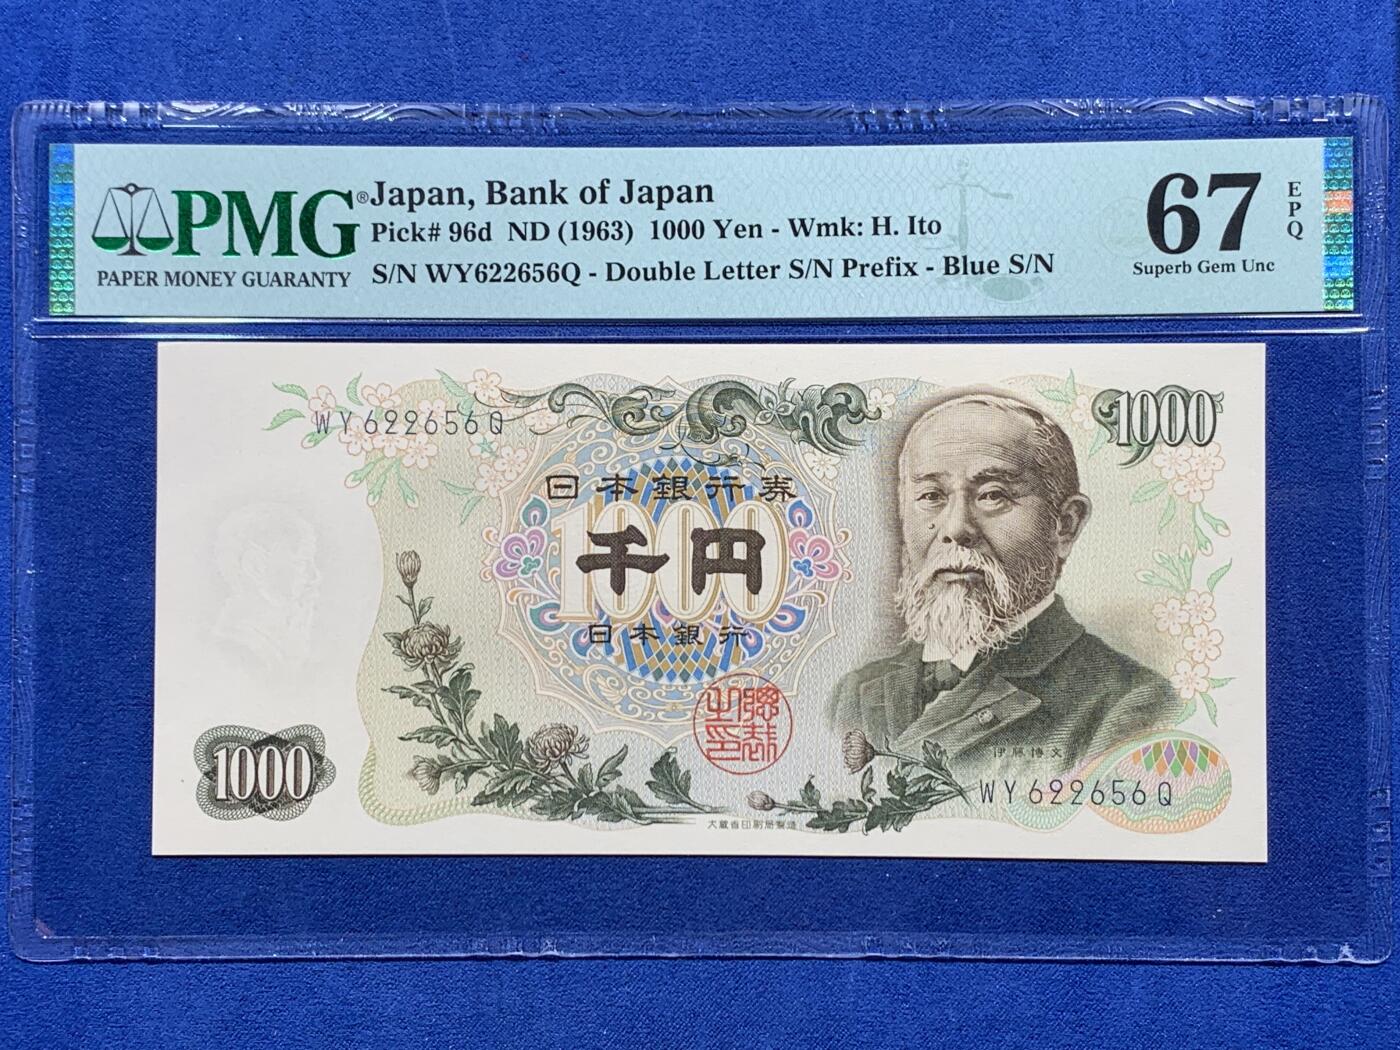 PMG®
PAPER MONEY GUARANTY
Japan, Bank of Japan
Pick# 96d ND (1963) 1000 Yen - Wmk: H. Ito
S/N WY622656Q - Double Letter S/N Prefix - Blue S/N
67
EPQ
Superb Gem Unc
WY622656Q
1000
日本銀行券
1000
千円
日本銀行
伊藤博文
1000
WY622656Q
大蔵省印刷局製造